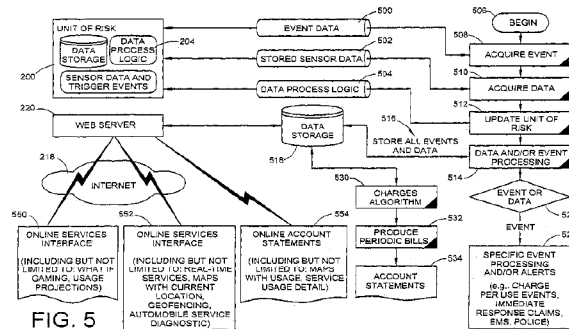 500
EVENT DATA
506
BEGIN
UNIT OF RISK
DATA
STORAGE
DATA
PROCESS
LOGIC
204
SENSOR DATA AND
TRIGGER EVENTS
200
502
STORED SENSOR DATA
504
DATA PROCESS LOGIC
508
ACQUIRE EVENT
510
ACQUIRE DATA
512
UPDATE UNIT OF
RISK
220
WEB SERVER
DATA
STORAGE
518
516
STORE ALL EVENTS
AND DATA
DATA AND/OR EVENT
PROCESSING
514
218
INTERNET
530
CHARGES
ALGORITHM
532
PRODUCE
PERIODIC BILLS
534
ACCOUNT
STATEMENTS
EVENT OR
DATA
EVENT
SPECIFIC EVENT
PROCESSING
AND/OR ALERTS
(e.g., CHARGE
PER USE EVENTS,
IMMEDIATE
RESPONSE CLAIMS,
EMS, POLICE)
550
ONLINE SERVICES
INTERFACE
(INCLUDING BUT NOT
LIMITED TO: WHAT IF
GAMING, USAGE
PROJECTIONS)
552
ONLINE SERVICES
INTERFACE
(INCLUDING BUT NOT
LIMITED TO: REAL-TIME
SERVICES, MAPS
WITH CURRENT
LOCATION,
GEOFENCING,
AUTOMOBILE SERVICE
DIAGNOSTIC)
554
ONLINE ACCOUNT
STATEMENTS
(INCLUDING BUT NOT
LIMITED TO: MAPS
WITH USAGE, SERVICE
USAGE DETAIL)
FIG. 5